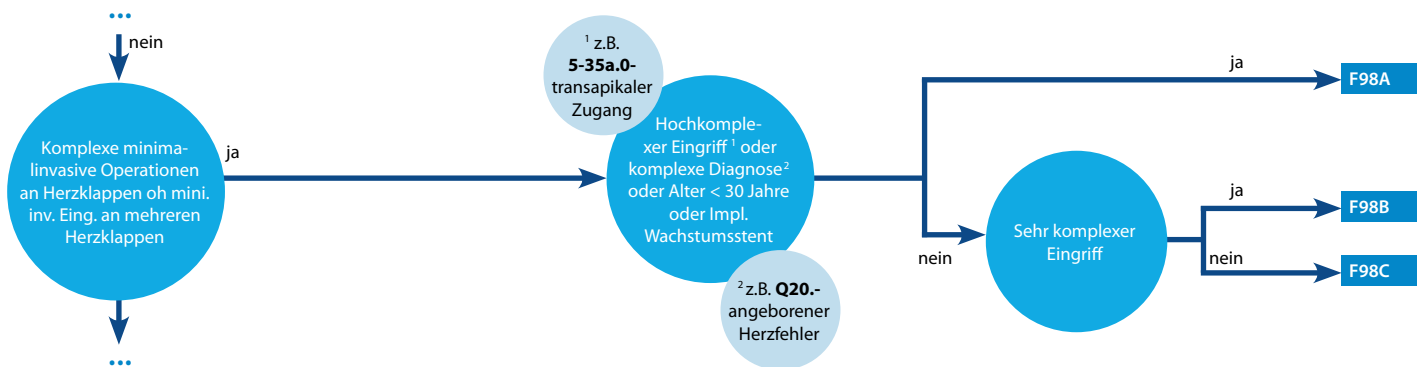 ...
nein
Komplexe minima-
linvasive Operationen
an Herzklappen oh mini.
inv. Eing. an mehreren
Herzklappen
ja
...
¹ z.B.
5-35a.0-
transapikaler
Zugang
Hochkomple-
xer Eingriff ¹ oder
komplexe Diagnose²
oder Alter < 30 Jahre
oder Impl.
Wachstumsstent
² z.B. Q20.-
angeborener
Herzfehler
ja
F98A
nein
Sehr komplexer
Eingriff
ja
F98B
nein
F98C